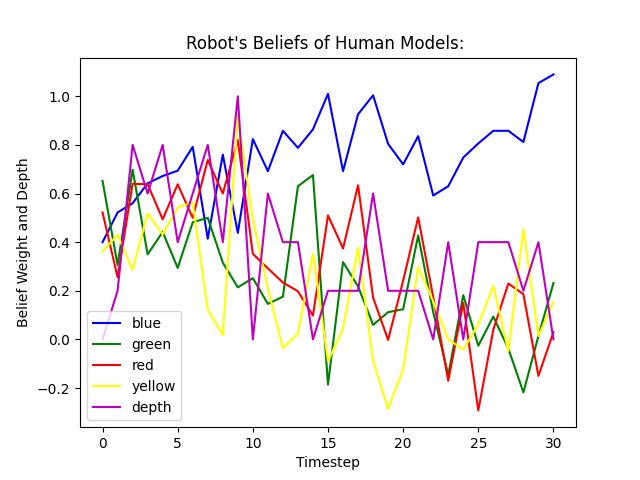 Robot's Beliefs of Human Models:
Belief Weight and Depth
1.0
0.8
0.6
0.4
0.2
0.0
−0.2
blue
green
red
yellow
depth
0 5 10 15 20 25 30
Timestep